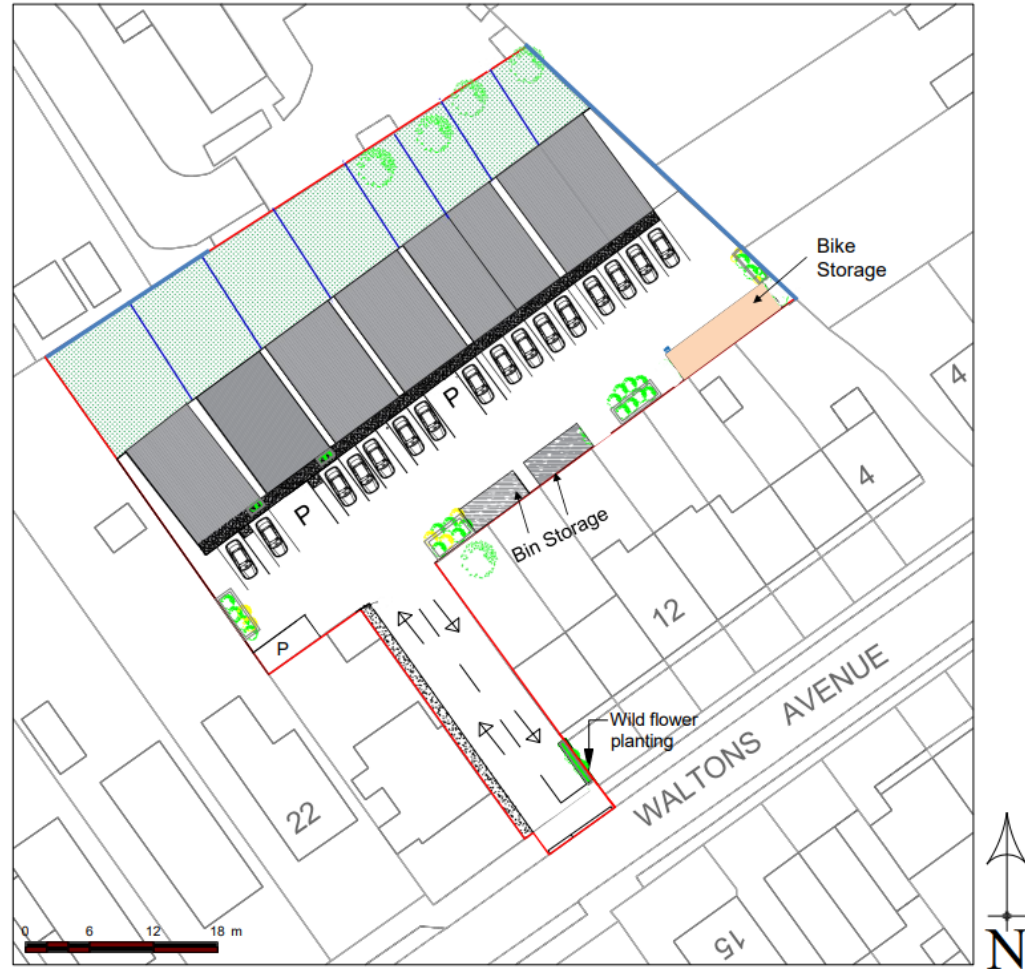 Bike
Storage
4
P
4
P
Bin Storage
12
P
Wild flower
planting
WALTONS AVENUE
22
15
0 6 12 18 m
N